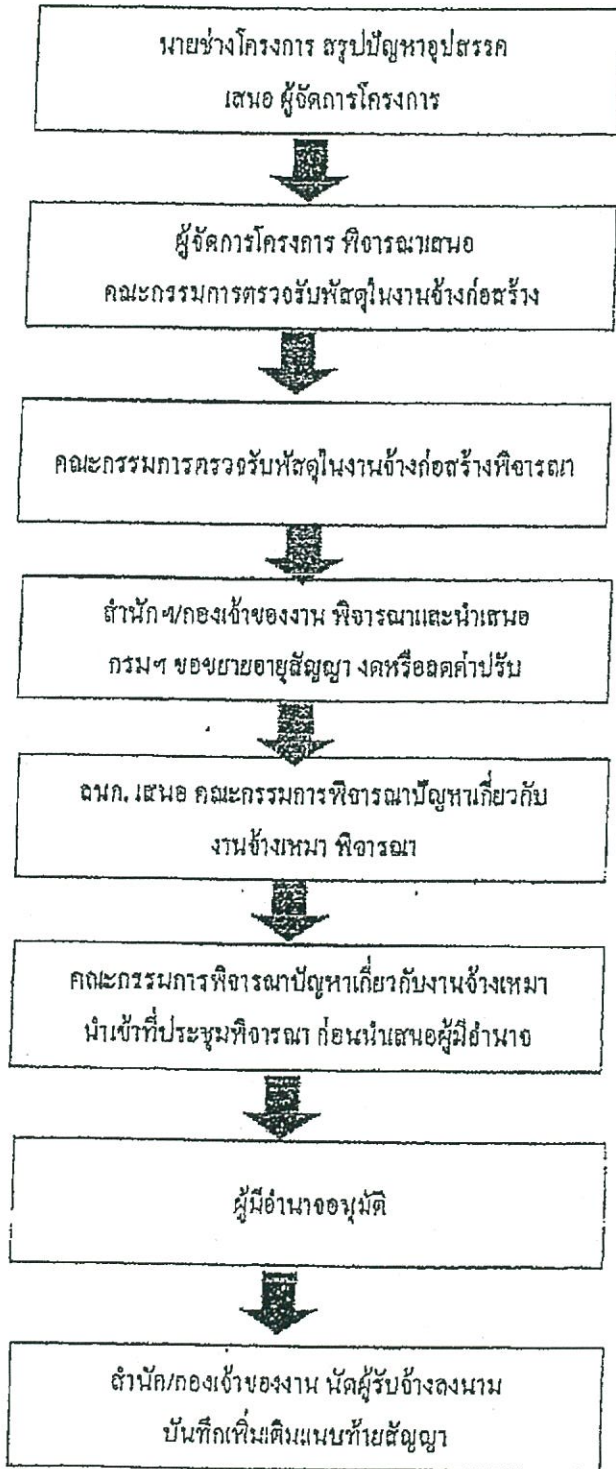 นายช่างโครงการ สรุปปัญหาอุปสรรค
เสนอ ผู้จัดการโครงการ
ผู้จัดการโครงการ พิจารณาเสนอ
คณะกรรมการตรวจรับพัสดุในงานจ้างก่อสร้าง
คณะกรรมการตรวจรับพัสดุในงานจ้างก่อสร้างพิจารณา
สำนักฯ/กองเจ้าของงาน พิจารณาและนำเสนอ
กรมฯ ขอขยายอายุสัญญา งดหรือลดค่าปรับ
เสนอ คณะกรรมการพิจารณาปัญหาเกี่ยวกับ
งานจ้างเหมา พิจารณา
คณะกรรมการพิจารณาปัญหาเกี่ยวกับงานจ้างเหมา
นำเข้าที่ประชุมพิจารณา ก่อนนำเสนอผู้มีอำนาจ
ผู้มีอำนาจอนุมัติ
สำนัก/กองเจ้าของงาน นัดผู้รับจ้างลงนาม
บันทึกเพิ่มเติมแนบท้ายสัญญา